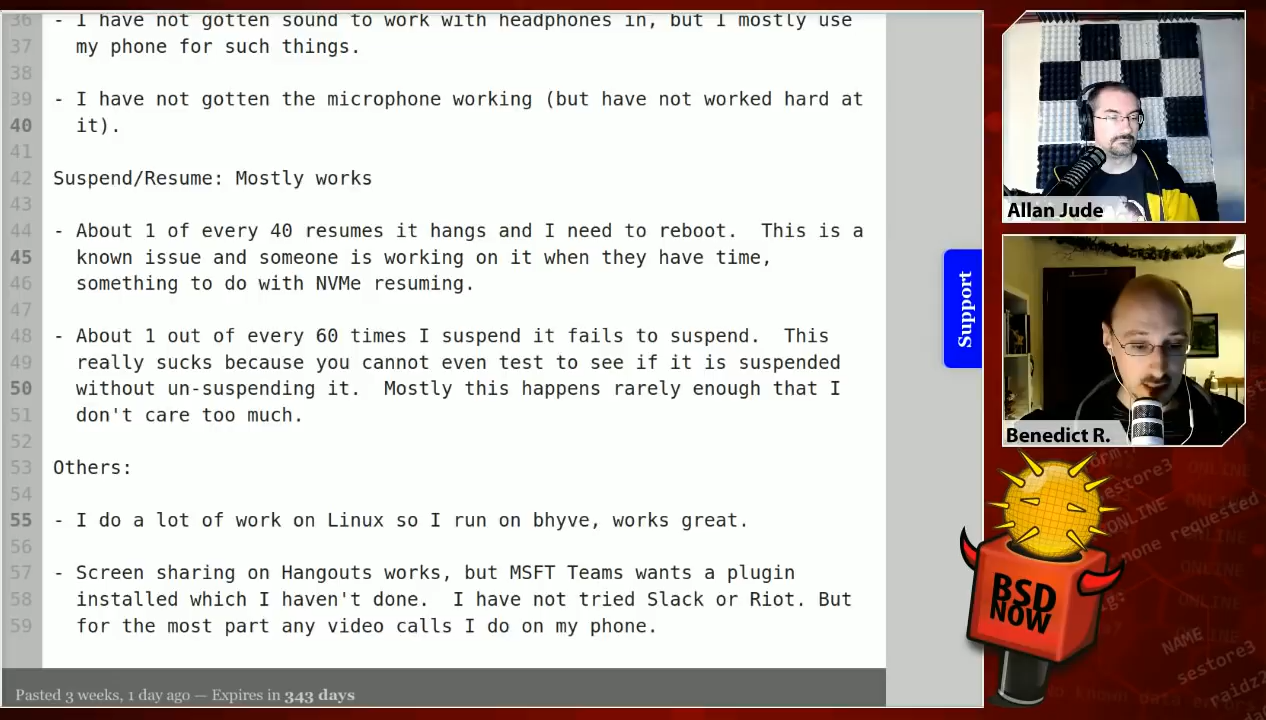 36 - I have not gotten sound to work with headphones in, but I mostly use
37 my phone for such things.
38
39 - I have not gotten the microphone working (but have not worked hard at
40 it).
41
42 Suspend/Resume: Mostly works
43
44 - About 1 of every 40 resumes it hangs and I need to reboot.  This is a
45 known issue and someone is working on it when they have time,
46 something to do with NVMe resuming.
47
48 - About 1 out of every 60 times I suspend it fails to suspend.  This
49 really sucks because you cannot even test to see if it is suspended
50 without un-suspending it.  Mostly this happens rarely enough that I
51 don't care too much.
52
53 Others:
54
55 - I do a lot of work on Linux so I run on bhyve, works great.
56
57 - Screen sharing on Hangouts works, but MSFT Teams wants a plugin
58 installed which I haven't done.  I have not tried Slack or Riot. But
59 for the most part any video calls I do on my phone.
Pasted 3 weeks, 1 day ago — Expires in 343 days
Support
Allan Jude
Benedict R.
BSD
NOW
estore3
ONLINE
ONLINE
none requested
ONLINE
ONLINE
NAME
sestore3
raidz2